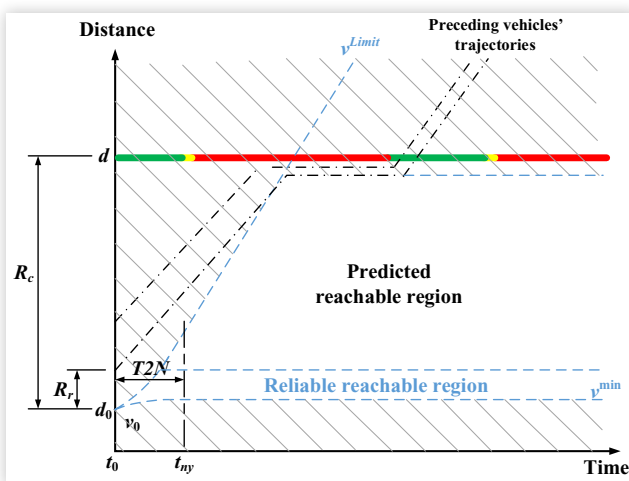 Distance
Preceding vehicles'
trajectories
v^Limit
d
R_c
Predicted
reachable region
T2N
R_r
Reliable reachable region
v^min
d_0
v_0
t_0
t_ny
Time